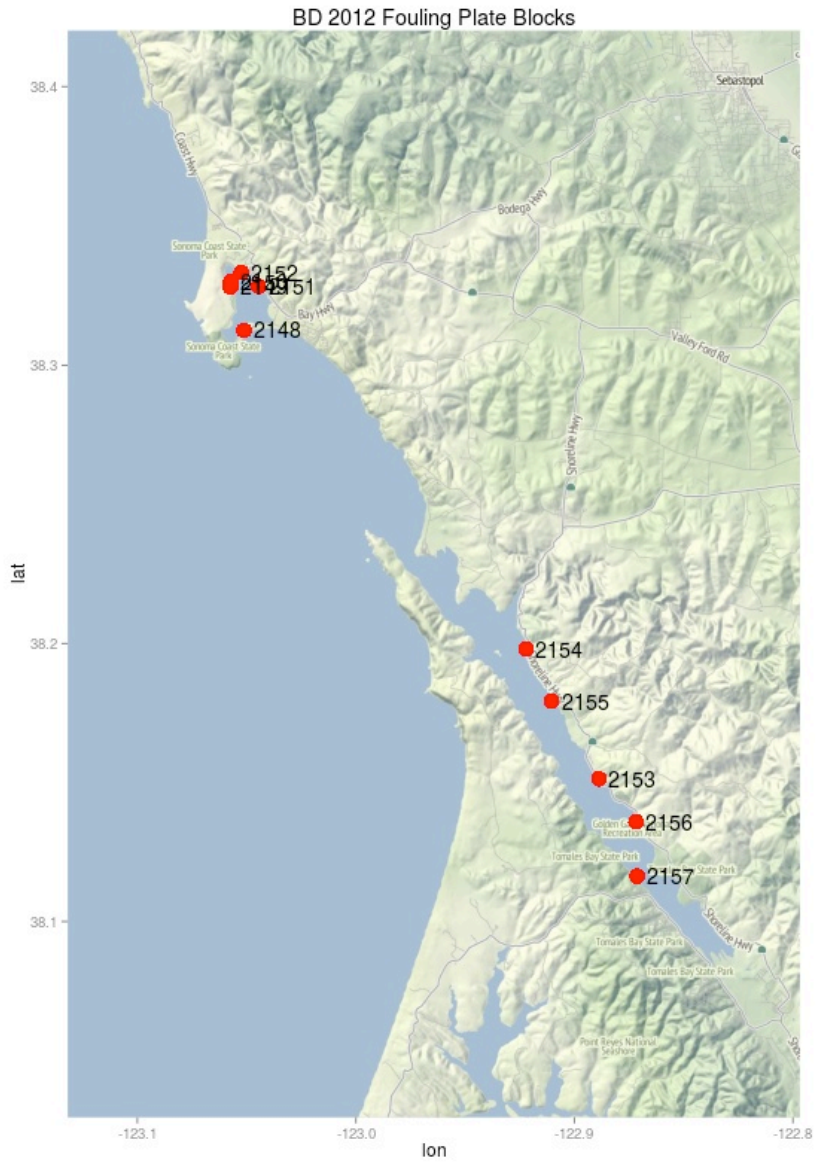 BD 2012 Fouling Plate Blocks
38.4
Sebastopol
Coast Hwy
Bodega Hwy
Sonoma Coast State
Park
2152
2151
Bay Hwy
2148
Sonoma Coast State
Park
Valley Ford Rd
38.3
Shoreline Hwy
lat
38.2
2154
2155
2153
2156
Recreation Area
Tomales Bay State Park
2157
38.1
Shoreline Hwy
Tomales Bay State Park
Tomales Bay State Park
Point Reyes National
Seashore
-123.1
-123.0
-122.9
-122.8
lon